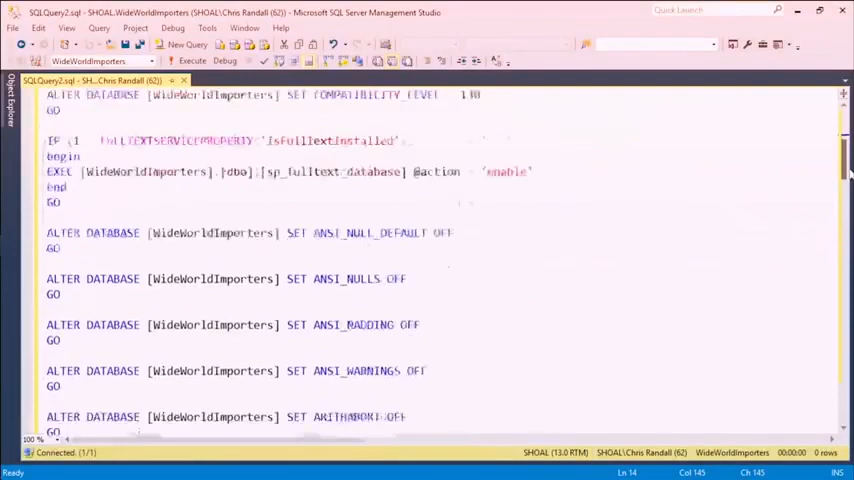 SQLQuery2.sql - SHOAL.WideWorldImporters (SHOAL\Chris Randall (62)) - Microsoft SQL Server Management Studio
Quick Launch (Ctrl+Q)
File Edit View Query Project Debug Tools Window Help
New Query
WideWorldImporters
Execute Debug
Object Explorer
SQLQuery2.sql - SH...Chris Randall (62))
ALTER DATABASE [WideWorldImporters] SET COMPATIBILITY_LEVEL 130
GO
IF (1 FULLTEXTSERVICEPROPERTY 'IsFullTextInstalled'
begin
EXEC [WideWorldImporters] [dbo] [sp_fulltext_database] @action 'enable'
end
GO
ALTER DATABASE [WideWorldImporters] SET ANSI_NULL_DEFAULT OFF
GO
ALTER DATABASE [WideWorldImporters] SET ANSI_NULLS OFF
GO
ALTER DATABASE [WideWorldImporters] SET ANSI_PADDING OFF
GO
ALTER DATABASE [WideWorldImporters] SET ANSI_WARNINGS OFF
GO
ALTER DATABASE [WideWorldImporters] SET ARITHABORT OFF
GO
100 %
Connected. (1/1) SHOAL (13.0 RTM) SHOAL\Chris Randall (62) WideWorldImporters 00:00:00 0 rows
Ready Ln 14 Col 145 Ch 145 INS